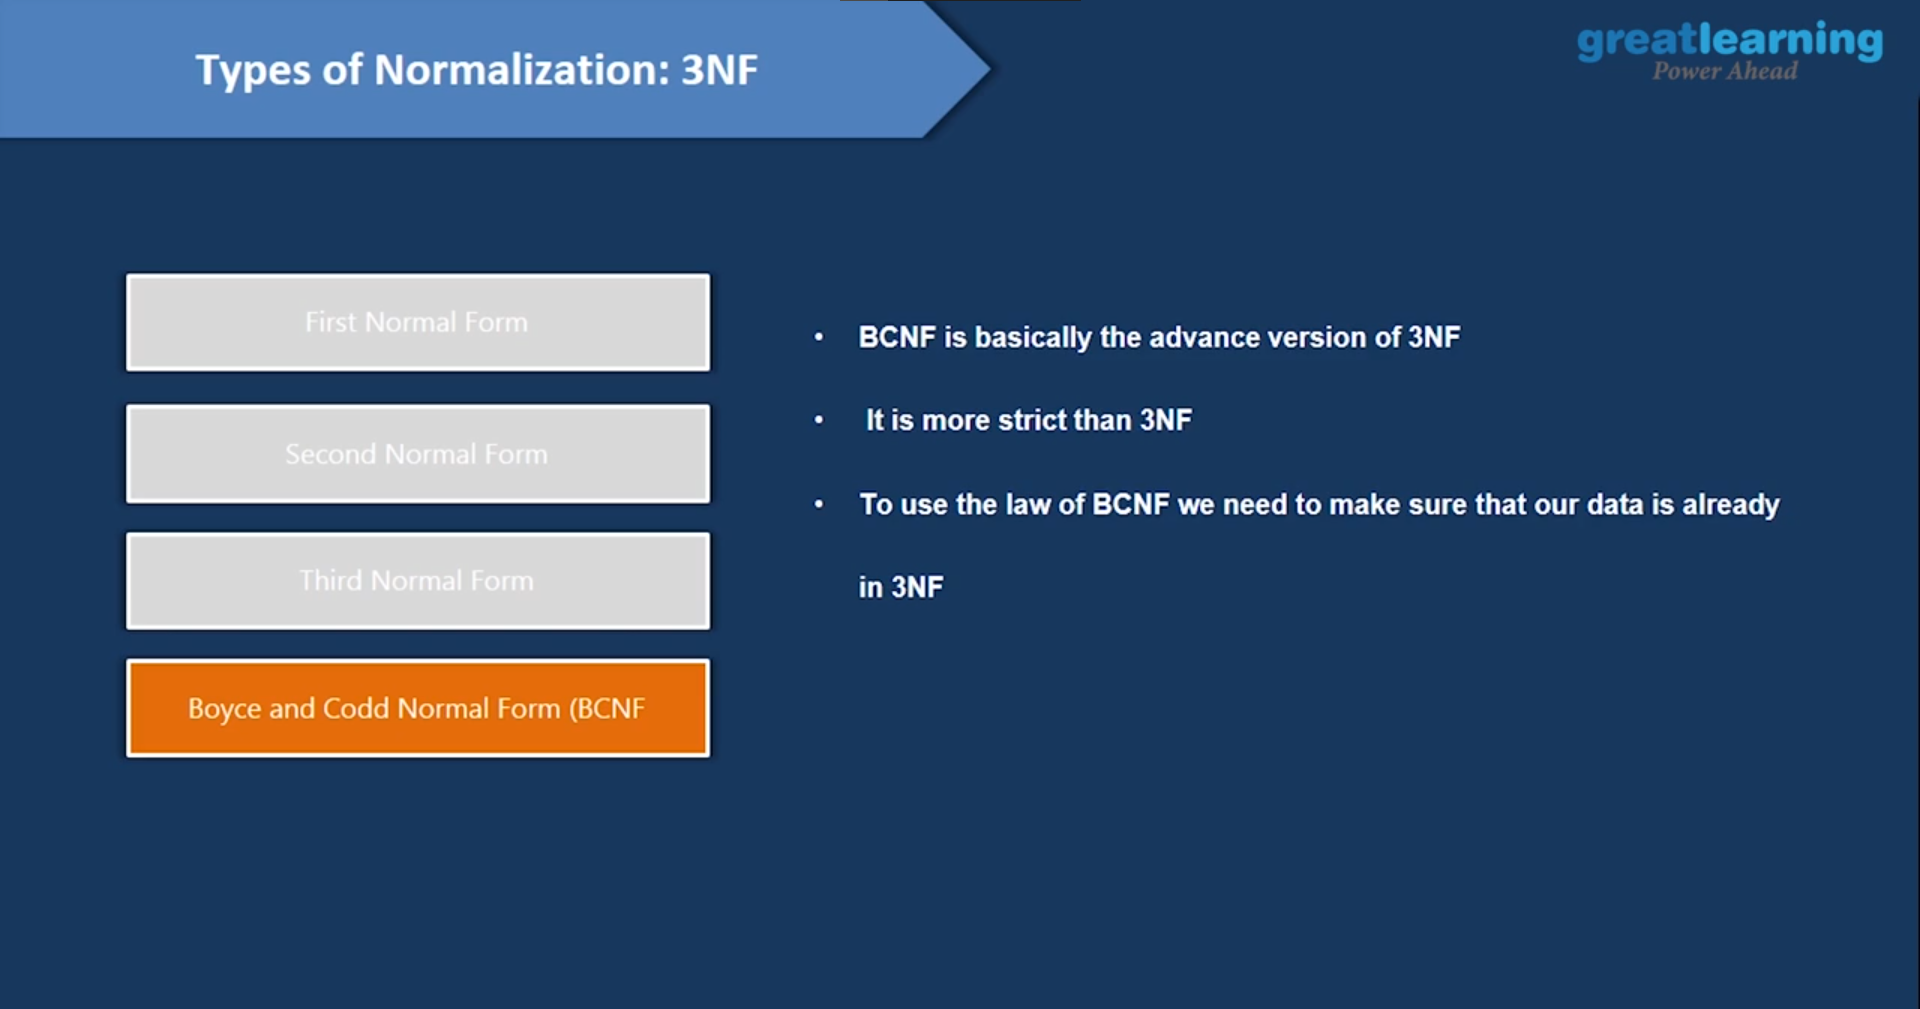 Types of Normalization: 3NF
greatlearning
Power Ahead
First Normal Form
Second Normal Form
Third Normal Form
Boyce and Codd Normal Form (BCNF
• BCNF is basically the advance version of 3NF
• It is more strict than 3NF
• To use the law of BCNF we need to make sure that our data is already
in 3NF